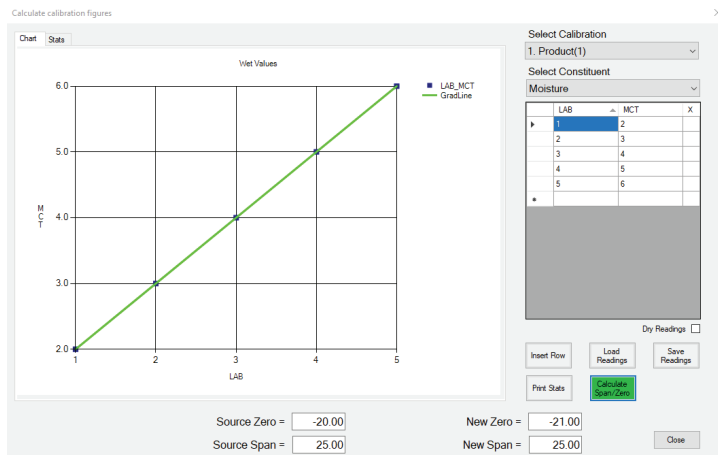 Calculate calibration figures
Chart Stats
Wet Values
LAB_MCT
GradLine
6.0
5.0
4.0
3.0
2.0
MCT
1 2 3 4 5
LAB
Select Calibration
1. Product(1)
Select Constituent
Moisture
LAB MCT X
1 2
2 3
3 4
4 5
5 6
Dry Readings
Insert Row
Load
Readings
Save
Readings
Print Stats
Calculate
Span/Zero
Source Zero = -20.00
New Zero = -21.00
Source Span = 25.00
New Span = 25.00
Close